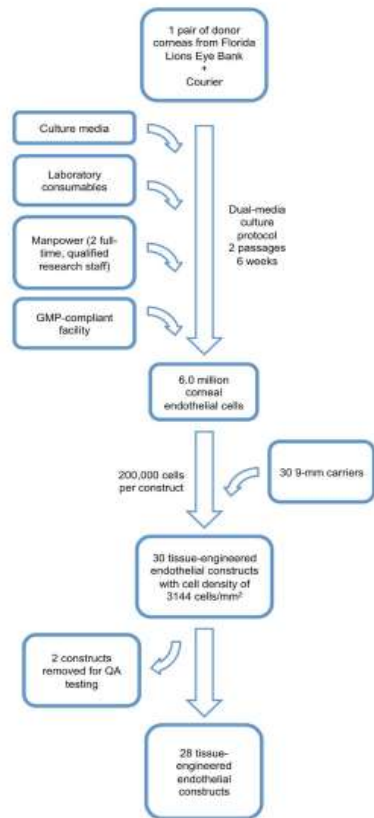 1 pair of donor
corneas from Florida
Lions Eye Bank
+
Courier
Culture media
Laboratory
consumables
Manpower (2 full-
time, qualified
research staff)
GMP-compliant
facility
Dual-media
culture
protocol
2 passages
6 weeks
6.0 million
corneal
endothelial cells
200,000 cells
per construct
30 9-mm carriers
30 tissue-engineered
endothelial constructs
with cell density of
3144 cells/mm²
2 constructs
removed for QA
testing
28 tissue-
engineered
endothelial
constructs